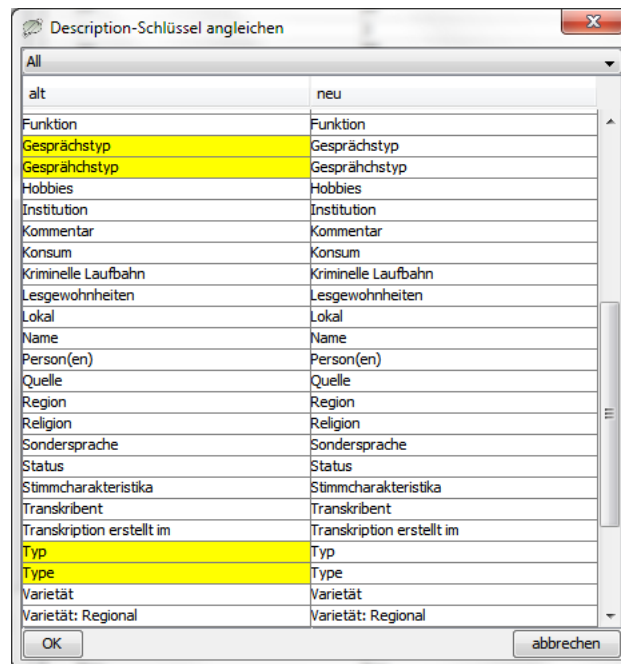 Description-Schlüssel angleichen
All
alt neu
Funktion Funktion
Gesprächstyp Gesprächstyp
Gesprähchstyp Gesprähchstyp
Hobbies Hobbies
Institution Institution
Kommentar Kommentar
Konsum Konsum
Kriminelle Laufbahn Kriminelle Laufbahn
Lesgewohnheiten Lesgewohnheiten
Lokal Lokal
Name Name
Person(en) Person(en)
Quelle Quelle
Region Region
Religion Religion
Sondersprache Sondersprache
Status Status
Stimmcharakteristika Stimmcharakteristika
Transkribent Transkribent
Transkription erstellt im Transkription erstellt im
Typ Typ
Type Type
Varietät Varietät
Varietät: Regional Varietät: Regional
OK abbrechen